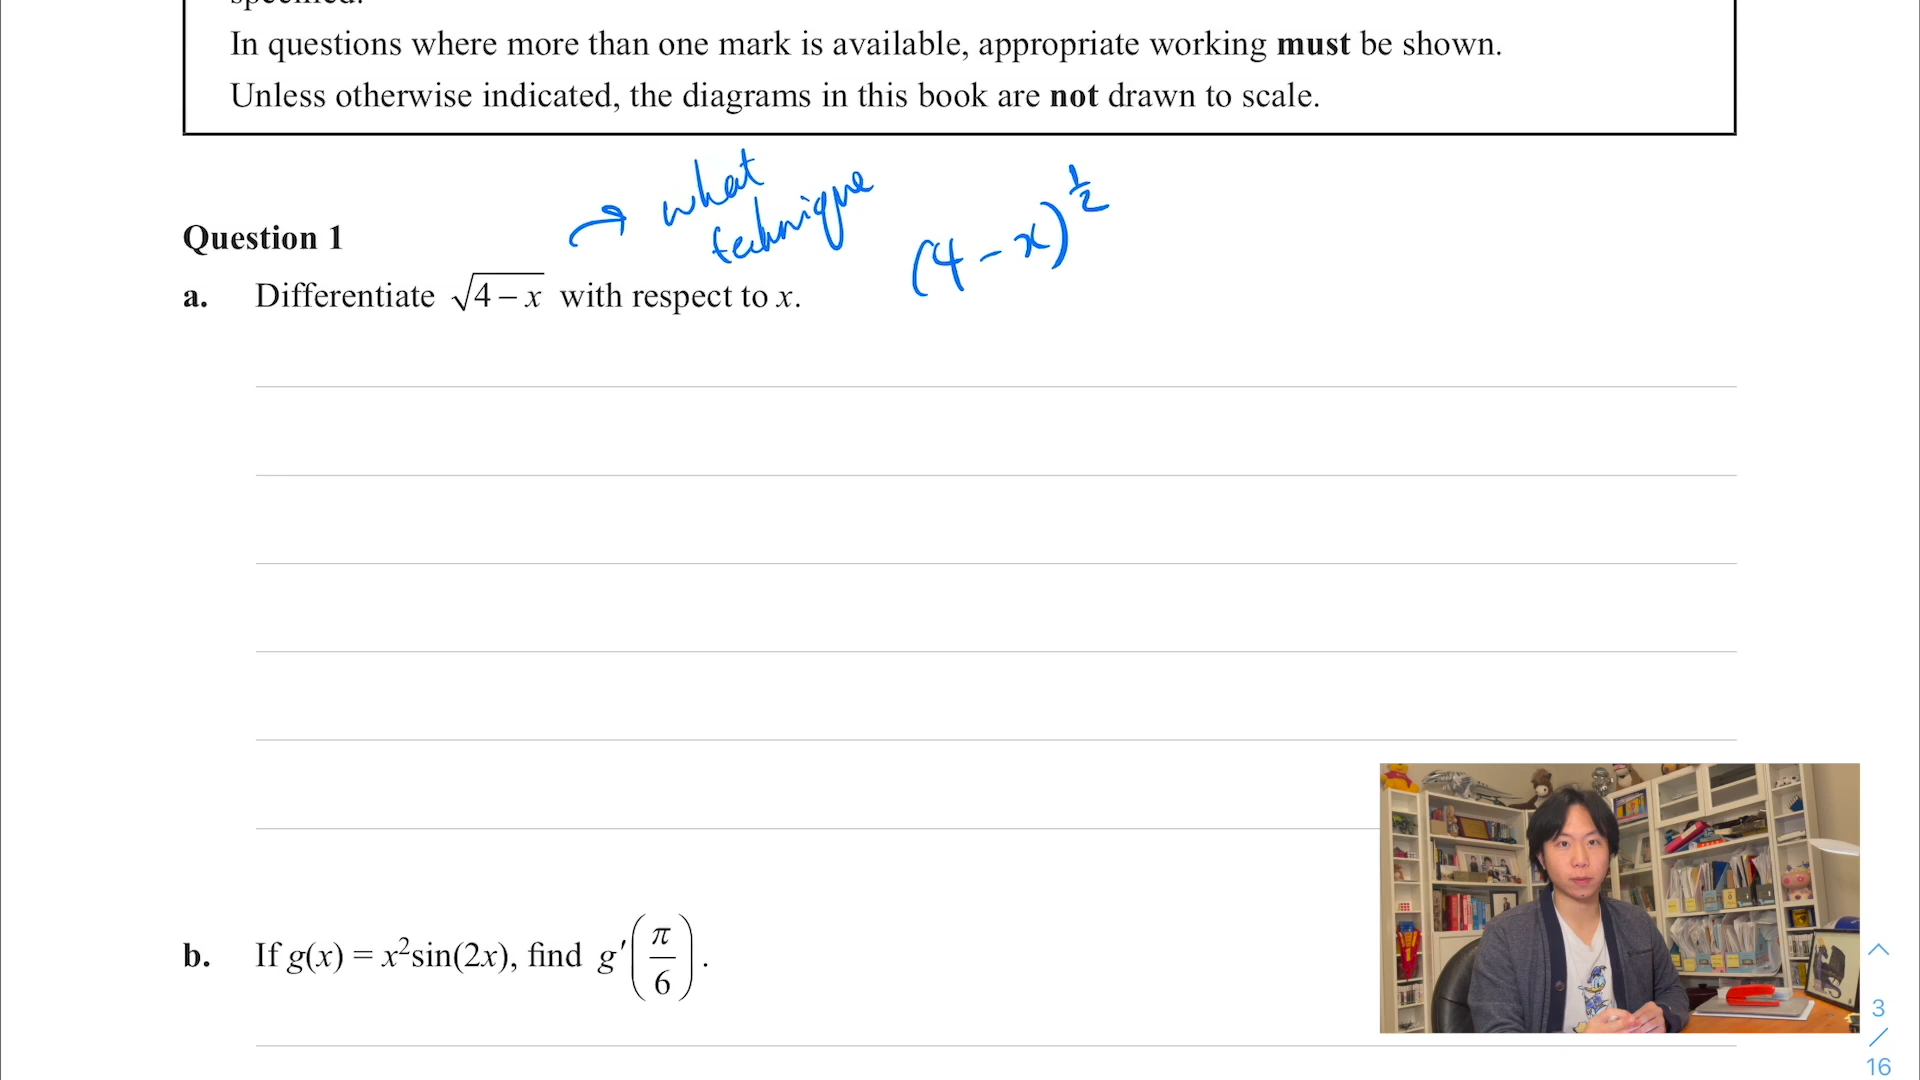 specified.
In questions where more than one mark is available, appropriate working must be shown.
Unless otherwise indicated, the diagrams in this book are not drawn to scale.
what
technique
(4 − x)^½
Question 1
a. Differentiate √(4 − x) with respect to x.
b. If g(x) = x²sin(2x), find g′(π/6).
3
/
16